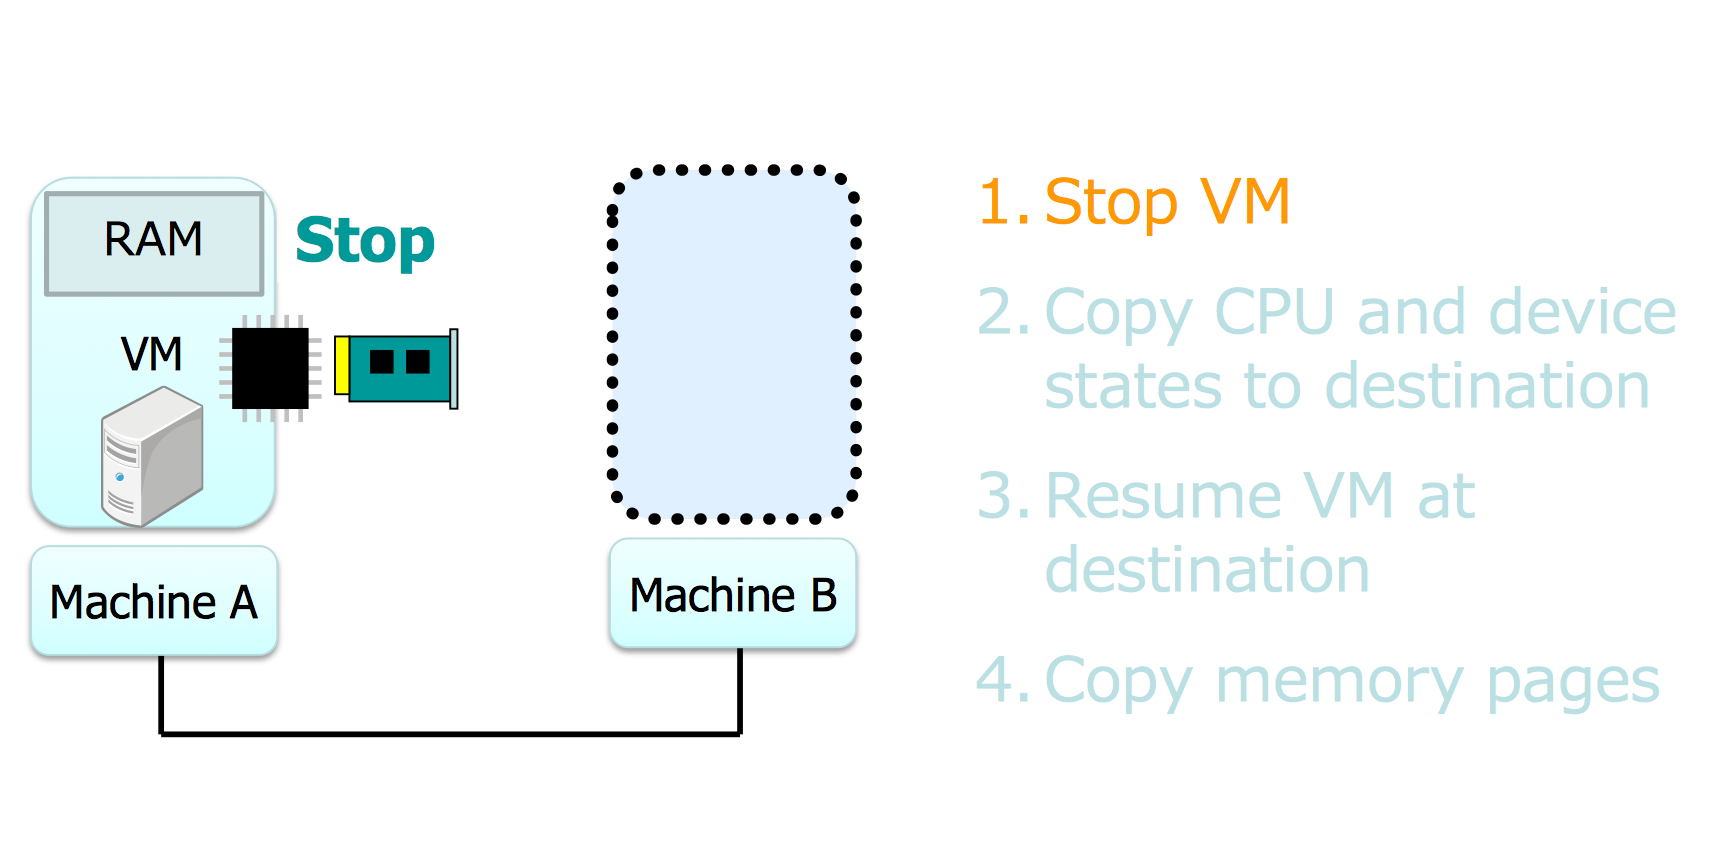 RAM
Stop
VM
Machine A
Machine B
1. Stop VM
2. Copy CPU and device
states to destination
3. Resume VM at
destination
4. Copy memory pages